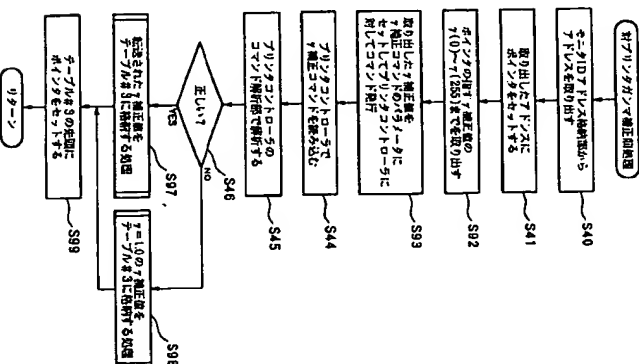 対プリンタガンマ補正回処理
モニタIDアドレス格納部から
アドレスを取り出す
S40
取り出したアドレスに
ポインタをセットする
S41
ポインタの指すγ補正値の
γ(0)〜γ(255)までを取り出す
S92
取り出したγ補正値を
γ補正コマンドのパラメータに
セットしてプリンタコントローラに
対してコマンド発行
S93
プリンタコントローラで
γ補正コマンドを読み込む
S44
プリンタコントローラの
コマンド解析部で解析する
S45
正しい?
S46
YES
NO
転送されたγ補正値を
テーブル#3に格納する処理
S97
γ=1.0のγ補正値を
テーブル#3に格納する処理
S98
テーブル#3の先頭に
ポインタをセットする
S99
リターン